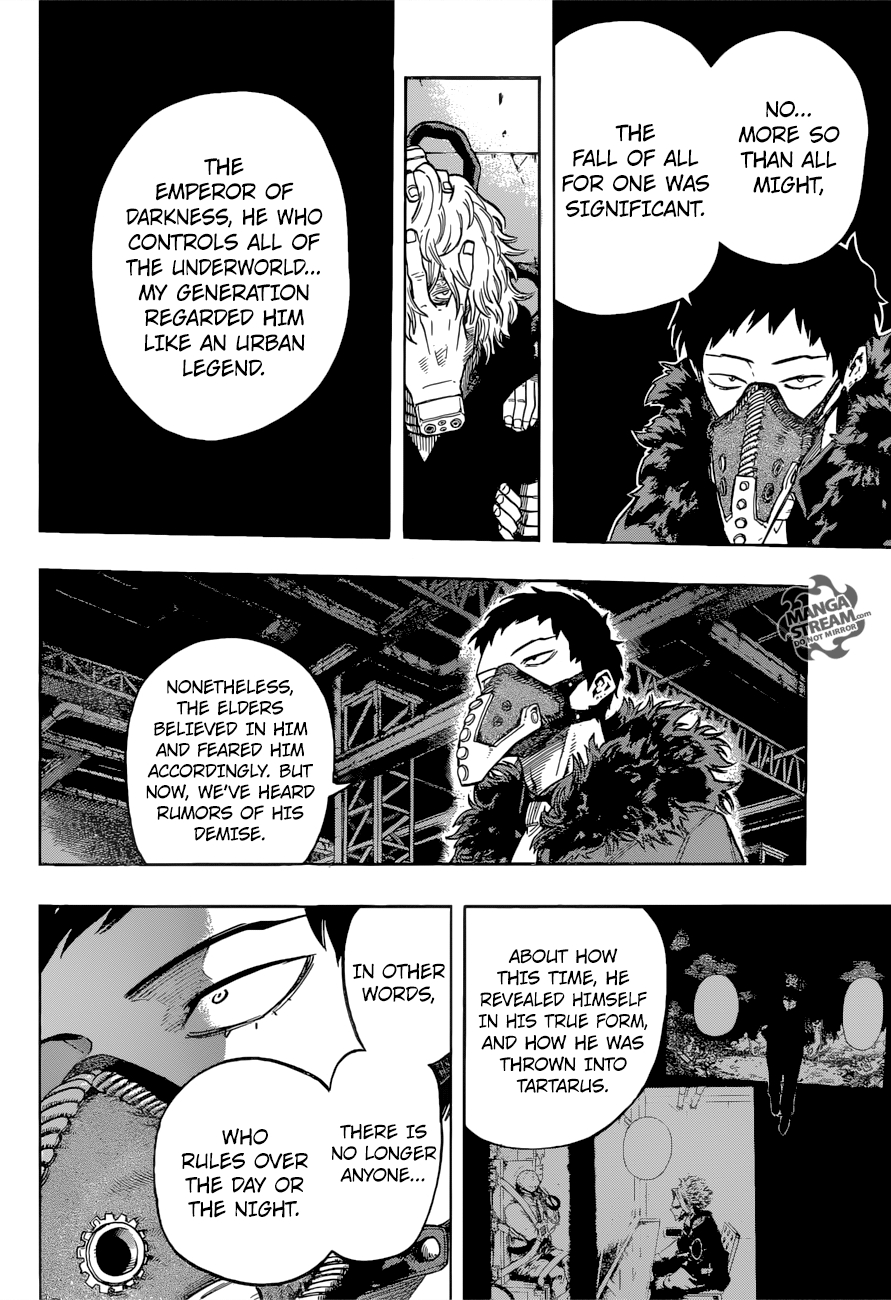 NO...
MORE SO
THAN ALL
MIGHT,
THE
FALL OF ALL
FOR ONE WAS
SIGNIFICANT.
THE
EMPEROR OF
DARKNESS, HE WHO
CONTROLS ALL OF
THE UNDERWORLD...
MY GENERATION
REGARDED HIM
LIKE AN URBAN
LEGEND.
MANGA
STREAM.com
DO NOT MIRROR
NONETHELESS,
THE ELDERS
BELIEVED IN HIM
AND FEARED HIM
ACCORDINGLY. BUT
NOW, WE'VE HEARD
RUMORS OF HIS
DEMISE.
ABOUT HOW
THIS TIME, HE
REVEALED HIMSELF
IN HIS TRUE FORM,
AND HOW HE WAS
THROWN INTO
TARTARUS.
IN OTHER
WORDS,
THERE IS
NO LONGER
ANYONE...
WHO
RULES OVER
THE DAY OR
THE NIGHT.